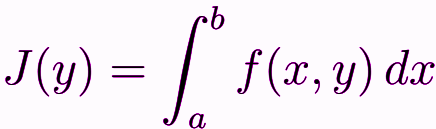 J(y) = ∫_a^b f(x, y) dx